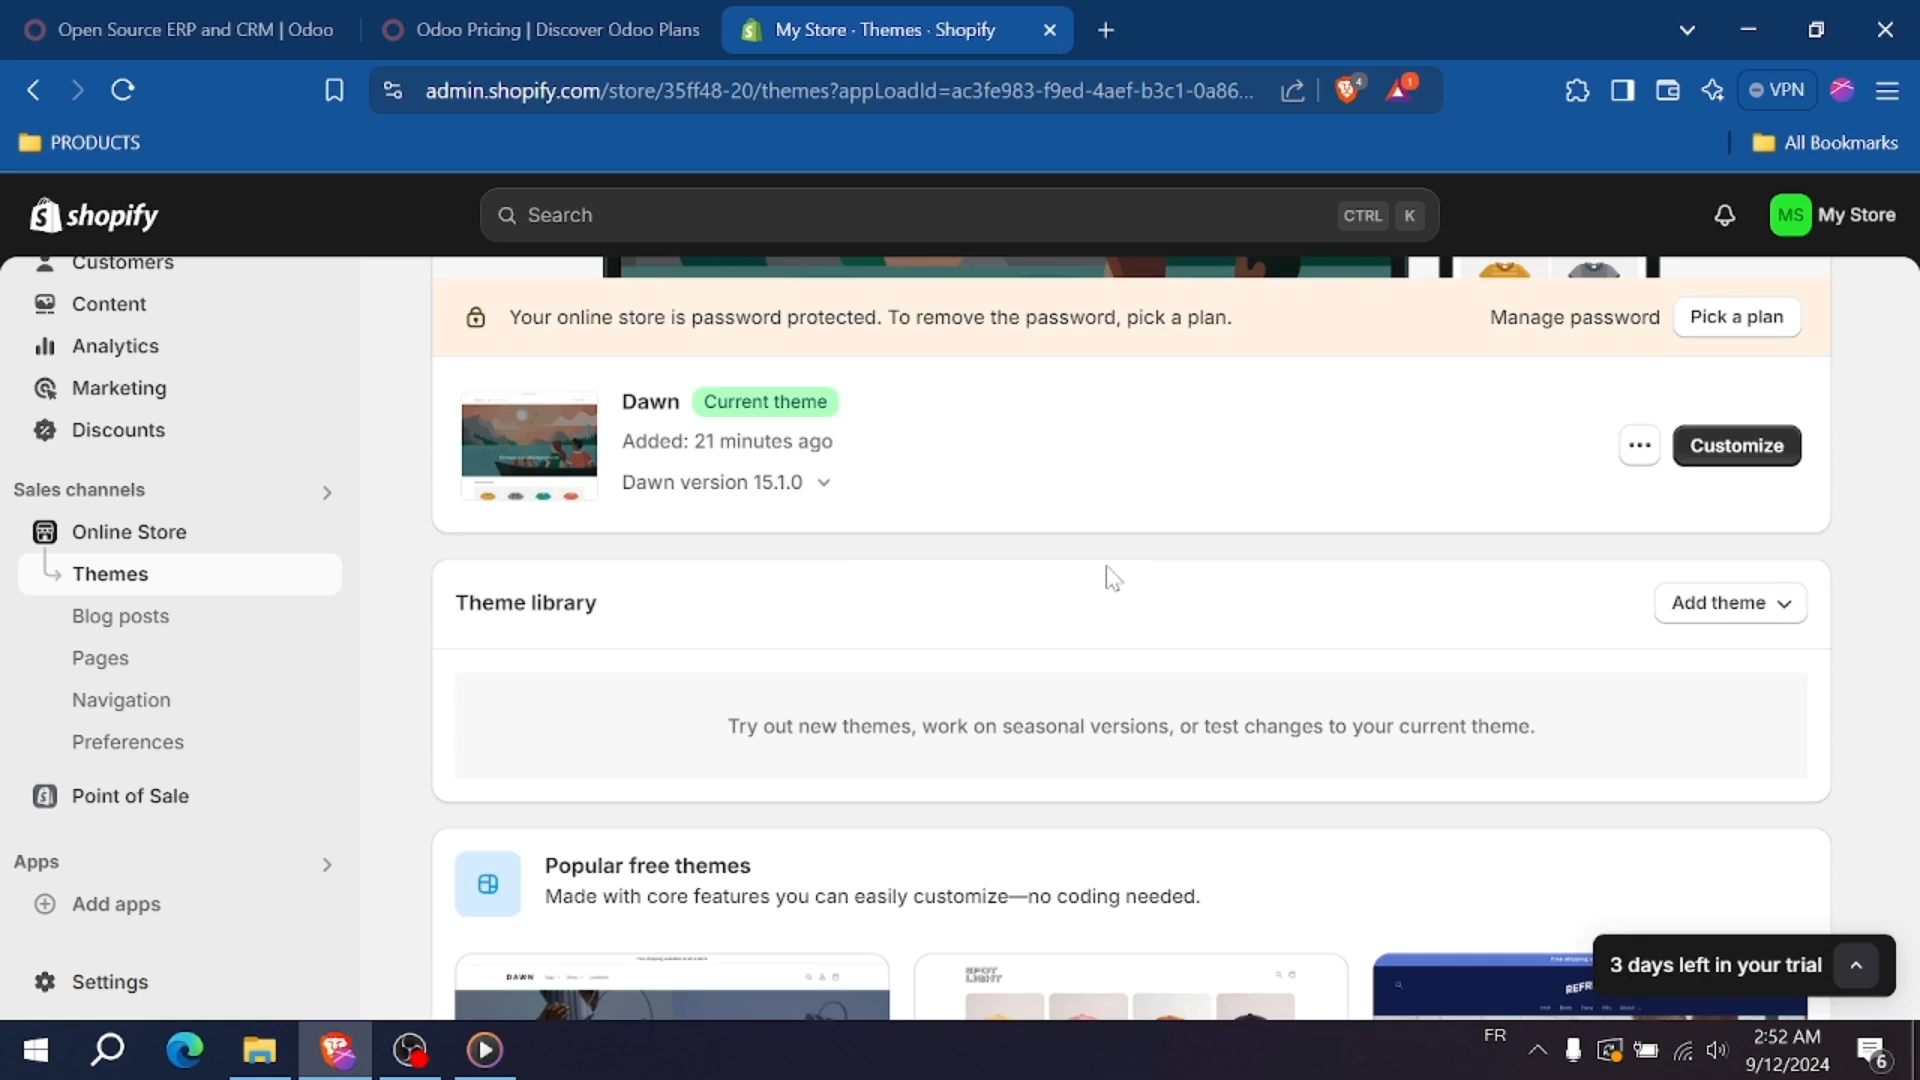 Open Source ERP and CRM | Odoo
Odoo Pricing | Discover Odoo Plans
My Store · Themes · Shopify
admin.shopify.com/store/35ff48-20/themes?appLoadId=ac3fe983-f9ed-4aef-b3c1-0a86...
4
1
VPN
PRODUCTS
All Bookmarks
shopify
Search
CTRL K
MS My Store
Customers
Content
Analytics
Marketing
Discounts
Sales channels
Online Store
Themes
Blog posts
Pages
Navigation
Preferences
Point of Sale
Apps
Add apps
Settings
Your online store is password protected. To remove the password, pick a plan.
Manage password
Pick a plan
Dawn
Current theme
Added: 21 minutes ago
Dawn version 15.1.0
Customize
Theme library
Add theme
Try out new themes, work on seasonal versions, or test changes to your current theme.
Popular free themes
Made with core features you can easily customize—no coding needed.
DAWN
SPOT
LIGHT
3 days left in your trial
FR
2:52 AM
9/12/2024
6